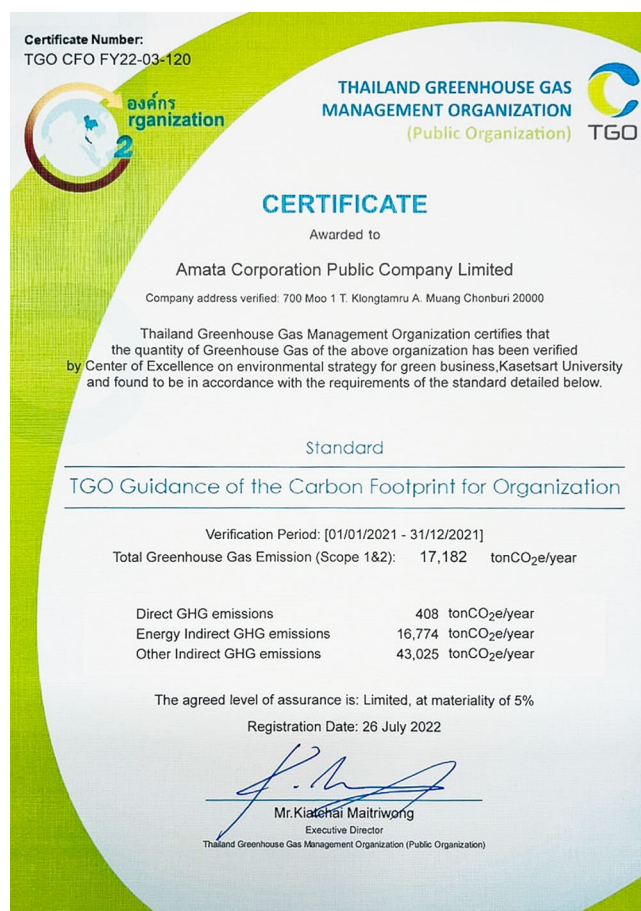 Certificate Number:
TGO CFO FY22-03-120
องค์กร
rganization
2
THAILAND GREENHOUSE GAS
MANAGEMENT ORGANIZATION
(Public Organization)
TGO
CERTIFICATE
Awarded to
Amata Corporation Public Company Limited
Company address verified: 700 Moo 1 T. Klongtamru A. Muang Chonburi 20000
Thailand Greenhouse Gas Management Organization certifies that
the quantity of Greenhouse Gas of the above organization has been verified
by Center of Excellence on environmental strategy for green business,Kasetsart University
and found to be in accordance with the requirements of the standard detailed below.
Standard
TGO Guidance of the Carbon Footprint for Organization
Verification Period: [01/01/2021 - 31/12/2021]
Total Greenhouse Gas Emission (Scope 1&2): 17,182 tonCO₂e/year
Direct GHG emissions 408 tonCO₂e/year
Energy Indirect GHG emissions 16,774 tonCO₂e/year
Other Indirect GHG emissions 43,025 tonCO₂e/year
The agreed level of assurance is: Limited, at materiality of 5%
Registration Date: 26 July 2022
Mr.Kiatchai Maitriwong
Executive Director
Thailand Greenhouse Gas Management Organization (Public Organization)